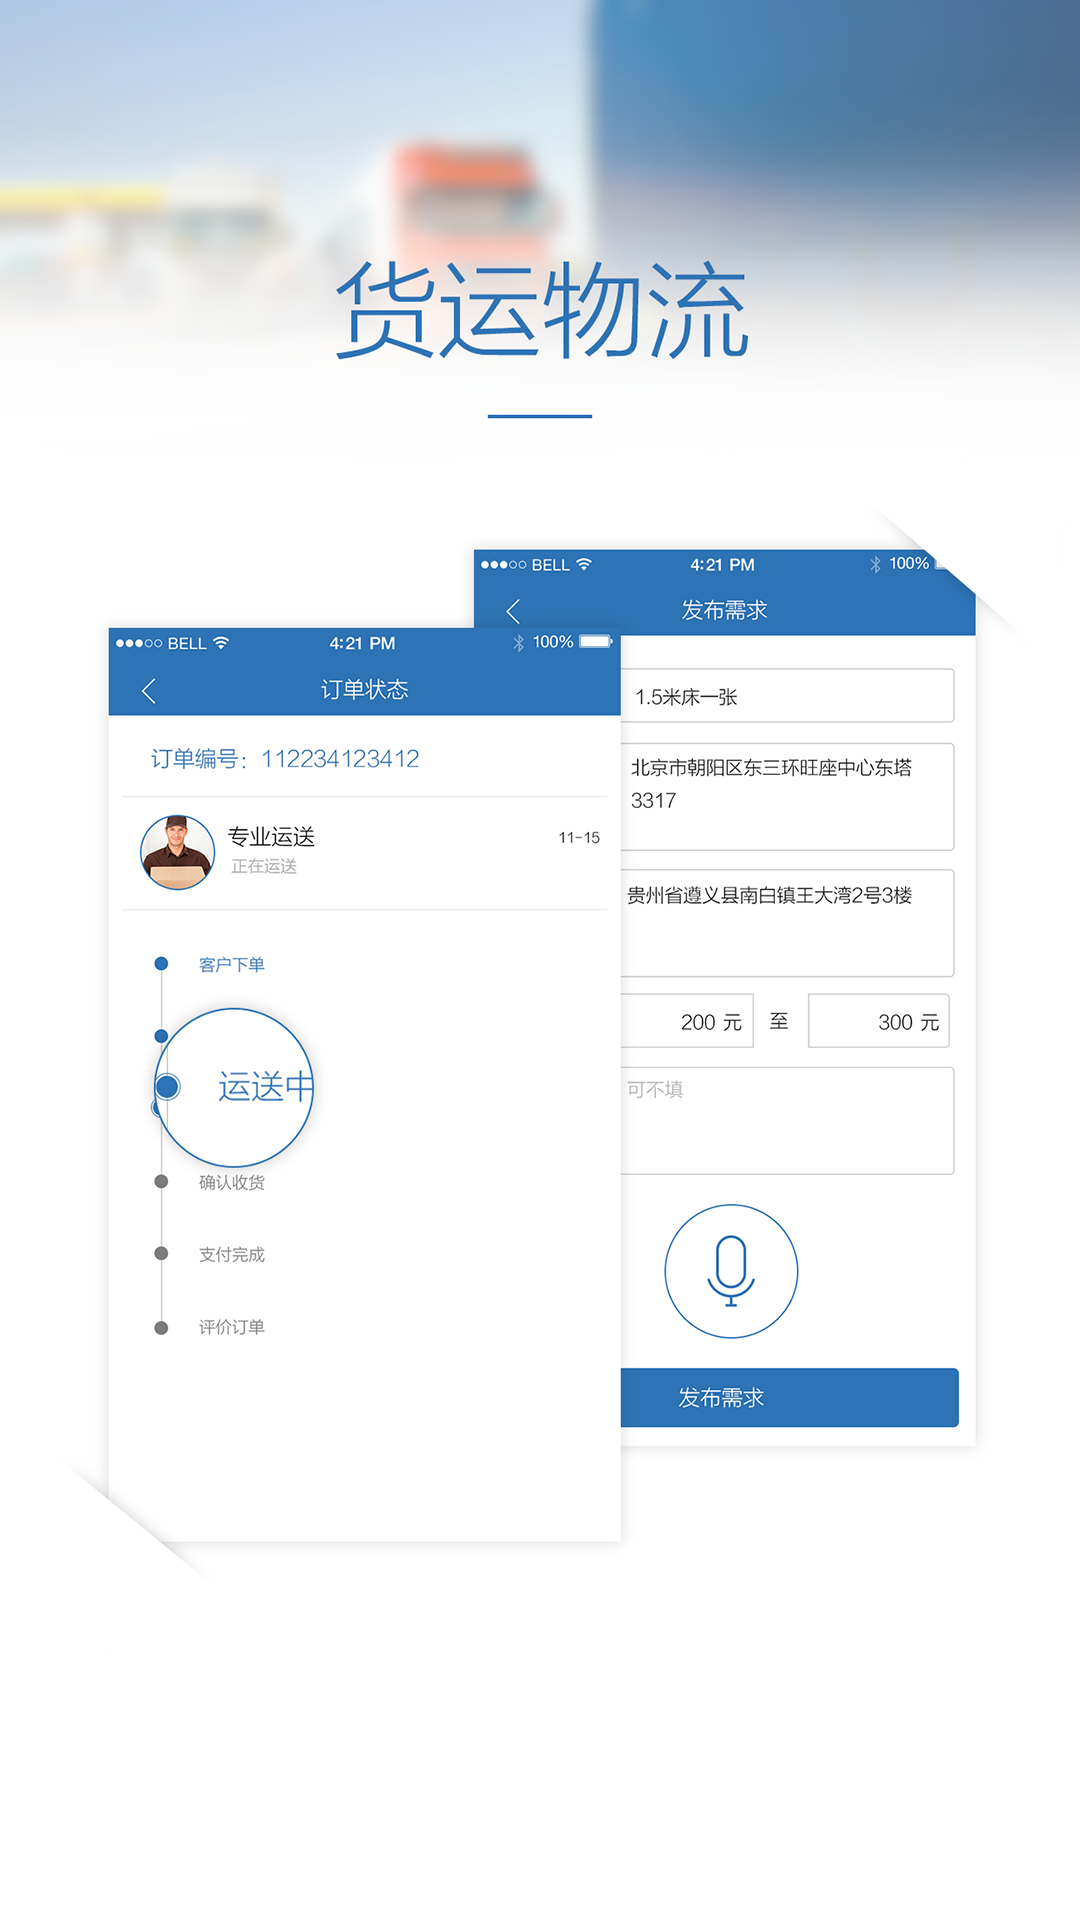 货运物流
BELL 4:21 PM 100%
发布需求
1.5米床一张
北京市朝阳区东三环旺座中心东塔
3317
贵州省遵义县南白镇王大湾2号3楼
200 元 至 300 元
可不填
发布需求
BELL 4:21 PM 100%
订单状态
订单编号：112234123412
专业运送 11-15
正在运送
客户下单
运送中
确认收货
支付完成
评价订单